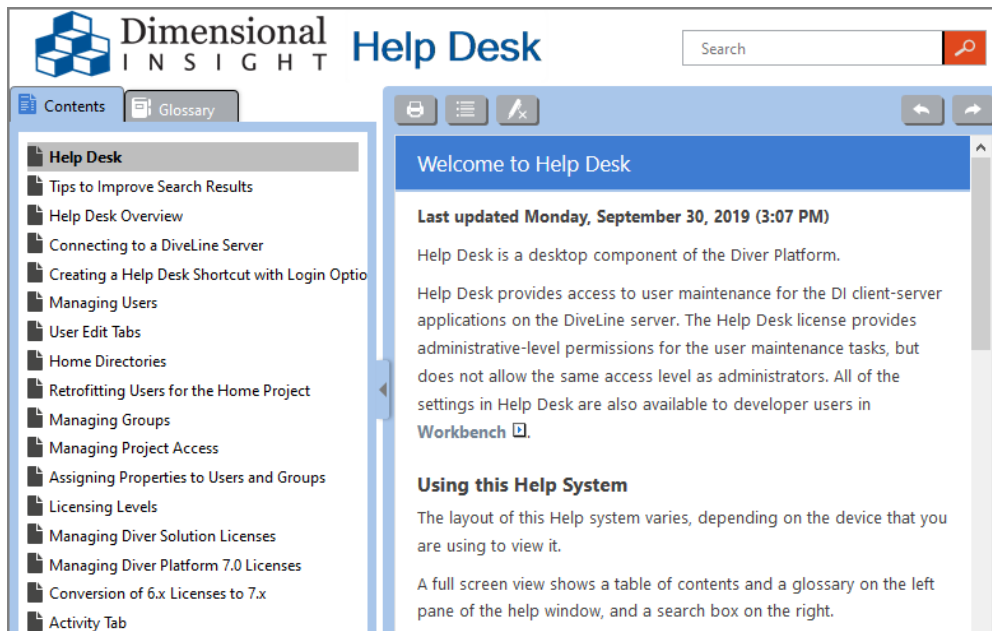 Dimensional
INSIGHT
Help Desk
Search
Contents
Glossary
Help Desk
Tips to Improve Search Results
Help Desk Overview
Connecting to a DiveLine Server
Creating a Help Desk Shortcut with Login Optio
Managing Users
User Edit Tabs
Home Directories
Retrofitting Users for the Home Project
Managing Groups
Managing Project Access
Assigning Properties to Users and Groups
Licensing Levels
Managing Diver Solution Licenses
Managing Diver Platform 7.0 Licenses
Conversion of 6.x Licenses to 7.x
Activity Tab
Welcome to Help Desk
Last updated Monday, September 30, 2019 (3:07 PM)
Help Desk is a desktop component of the Diver Platform.
Help Desk provides access to user maintenance for the DI client-server
applications on the DiveLine server. The Help Desk license provides
administrative-level permissions for the user maintenance tasks, but
does not allow the same access level as administrators. All of the
settings in Help Desk are also available to developer users in
Workbench.
Using this Help System
The layout of this Help system varies, depending on the device that you
are using to view it.
A full screen view shows a table of contents and a glossary on the left
pane of the help window, and a search box on the right.